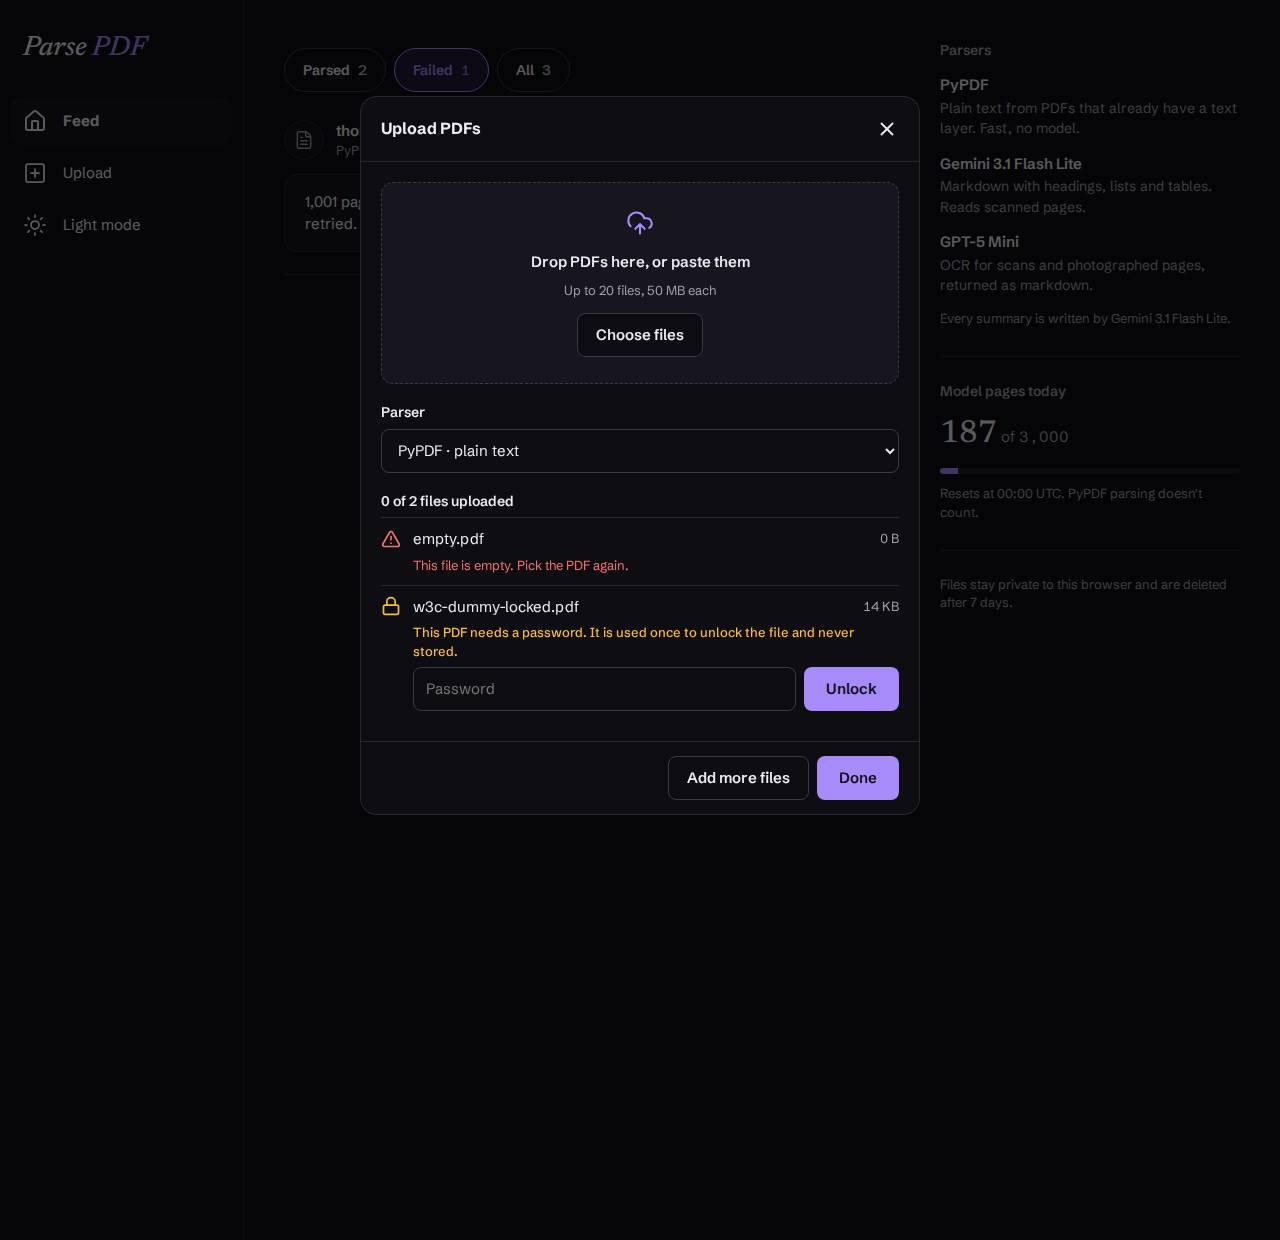 Parse PDF
Feed
Upload
Light mode
Parsed 2
Failed 1
All 3
1,001
retried.
Upload PDFs
Drop PDFs here, or paste them
Up to 20 files, 50 MB each
Choose files
Parser
PyPDF · plain text
0 of 2 files uploaded
empty.pdf
0 B
This file is empty. Pick the PDF again.
w3c-dummy-locked.pdf
14 KB
This PDF needs a password. It is used once to unlock the file and never
stored.
Password
Unlock
Add more files
Done
Parsers
PyPDF
Plain text from PDFs that already have a text
layer. Fast, no model.
Gemini 3.1 Flash Lite
Markdown with headings, lists and tables.
Reads scanned pages.
GPT-5 Mini
OCR for scans and photographed pages,
returned as markdown.
Every summary is written by Gemini 3.1 Flash Lite.
Model pages today
187 of 3,000
Resets at 00:00 UTC. PyPDF parsing doesn't
count.
Files stay private to this browser and are deleted
after 7 days.